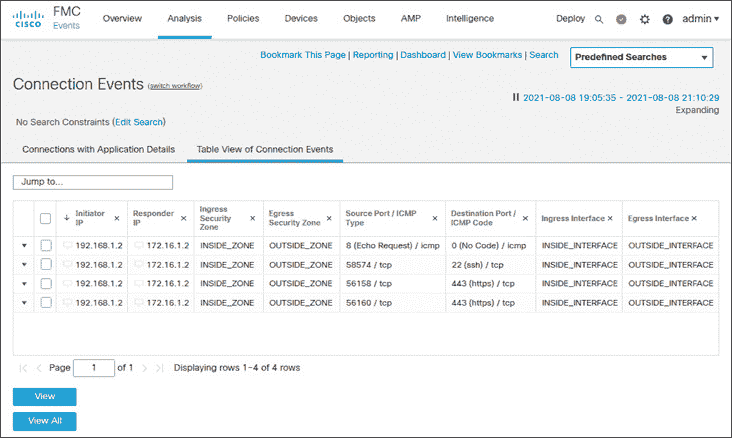 CISCO
FMC
Events
Overview Analysis Policies Devices Objects AMP Intelligence Deploy admin
Bookmark This Page | Reporting | Dashboard | View Bookmarks | Search
Predefined Searches
Connection Events (switch workflow)
2021-08-08 19:05:35 - 2021-08-08 21:10:29
Expanding
No Search Constraints (Edit Search)
Connections with Application Details Table View of Connection Events
Jump to...
Initiator IP Responder IP Ingress Security Zone Egress Security Zone Source Port / ICMP Type Destination Port / ICMP Code Ingress Interface Egress Interface
192.168.1.2 172.16.1.2 INSIDE_ZONE OUTSIDE_ZONE 8 (Echo Request) / icmp 0 (No Code) / icmp INSIDE_INTERFACE OUTSIDE_INTERFACE
192.168.1.2 172.16.1.2 INSIDE_ZONE OUTSIDE_ZONE 58574 / tcp 22 (ssh) / tcp INSIDE_INTERFACE OUTSIDE_INTERFACE
192.168.1.2 172.16.1.2 INSIDE_ZONE OUTSIDE_ZONE 56158 / tcp 443 (https) / tcp INSIDE_INTERFACE OUTSIDE_INTERFACE
192.168.1.2 172.16.1.2 INSIDE_ZONE OUTSIDE_ZONE 56160 / tcp 443 (https) / tcp INSIDE_INTERFACE OUTSIDE_INTERFACE
Page 1 of 1 Displaying rows 1-4 of 4 rows
View
View All